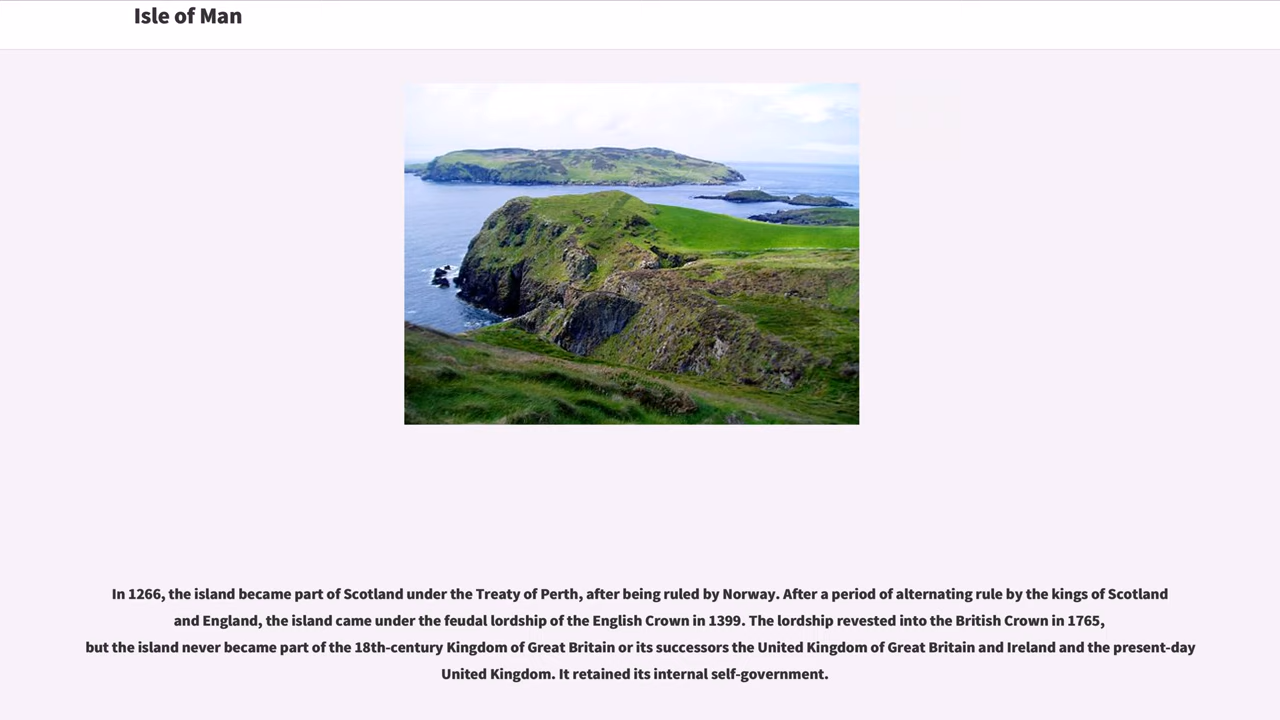 Isle of Man
In 1266, the island became part of Scotland under the Treaty of Perth, after being ruled by Norway. After a period of alternating rule by the kings of Scotland
and England, the island came under the feudal lordship of the English Crown in 1399. The lordship revested into the British Crown in 1765,
but the island never became part of the 18th-century Kingdom of Great Britain or its successors the United Kingdom of Great Britain and Ireland and the present-day
United Kingdom. It retained its internal self-government.